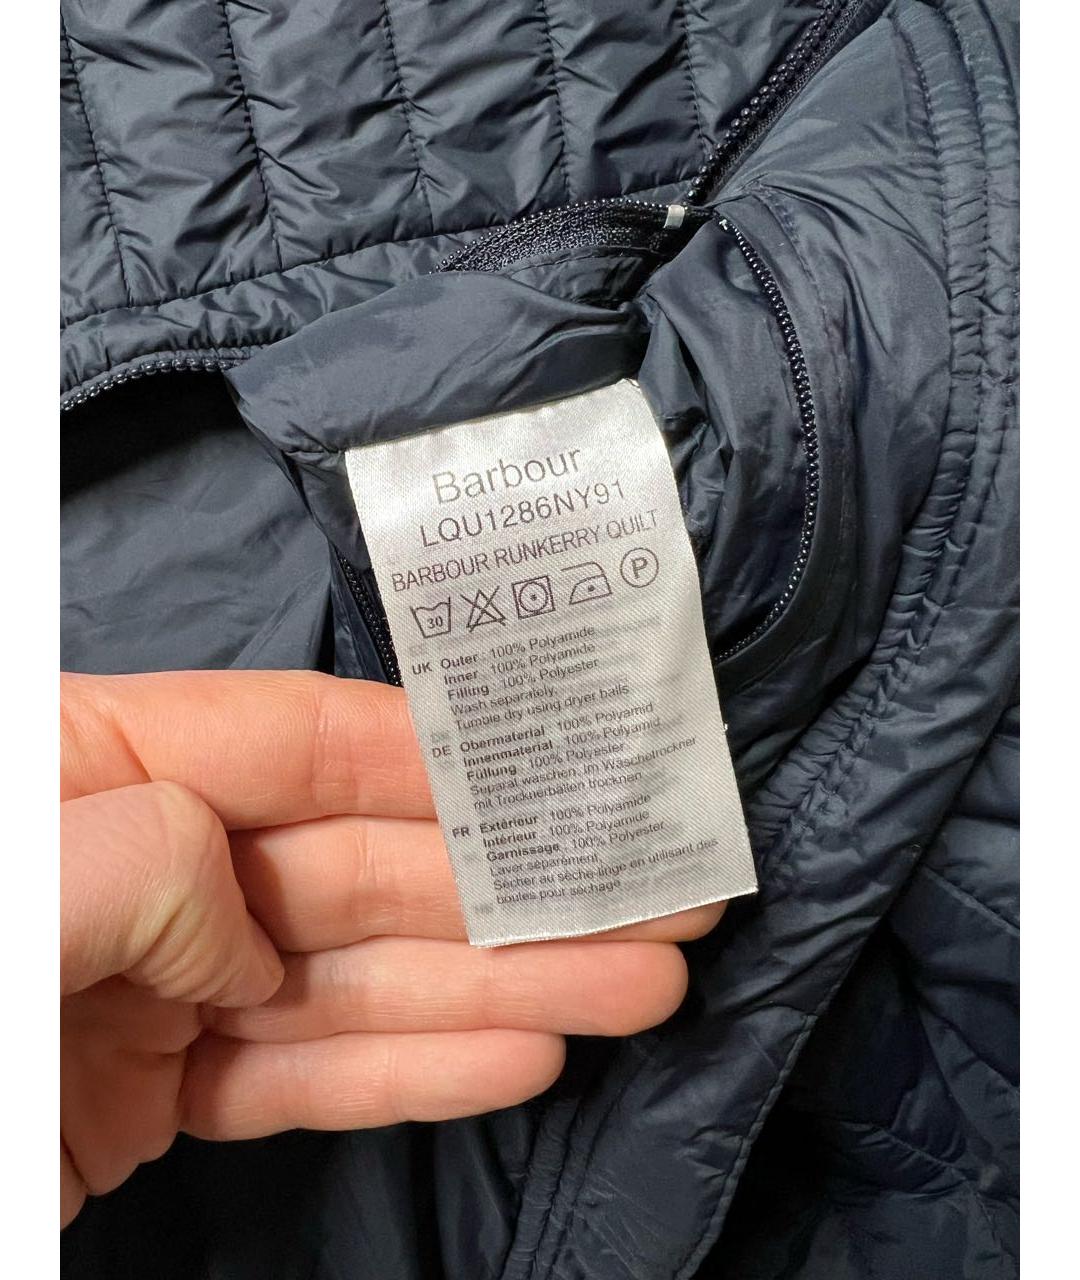 Barbour
LQU1286NY91
BARBOUR RUNKERRY QUILT
30 P
UK Outer : 100% Polyamide
Inner : 100% Polyamide
Filling : 100% Polyester
Wash separately.
Tumble dry using dryer balls
DE Obermaterial : 100% Polyamid
Innenmaterial : 100% Polyamid
Füllung : 100% Polyester
Separat waschen. Im Wäschetrockner
mit Trocknerbällen trocknen
FR Extérieur : 100% Polyamide
Intérieur : 100% Polyamide
Garnissage : 100% Polyester
Laver séparément.
Sécher au sèche-linge en utilisant des
boules pour séchage